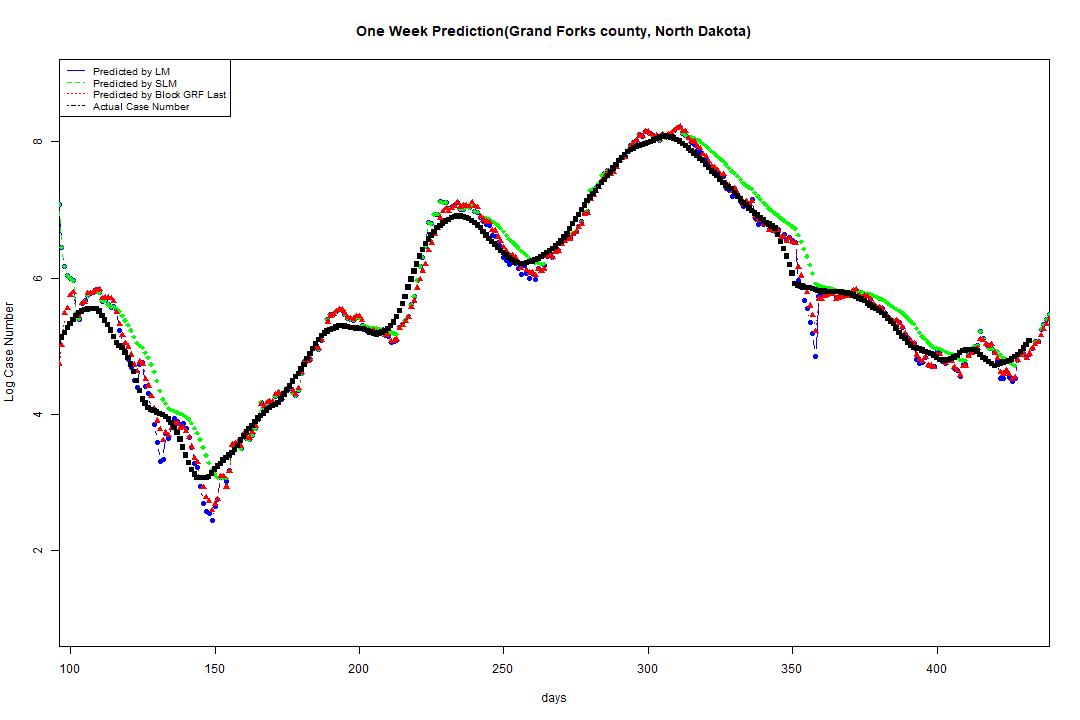 One Week Prediction(Grand Forks county, North Dakota)
Predicted by LM
Predicted by SLM
Predicted by Block GRF Last
Actual Case Number
8
6
4
2
Log Case Number
100 150 200 250 300 350 400
days